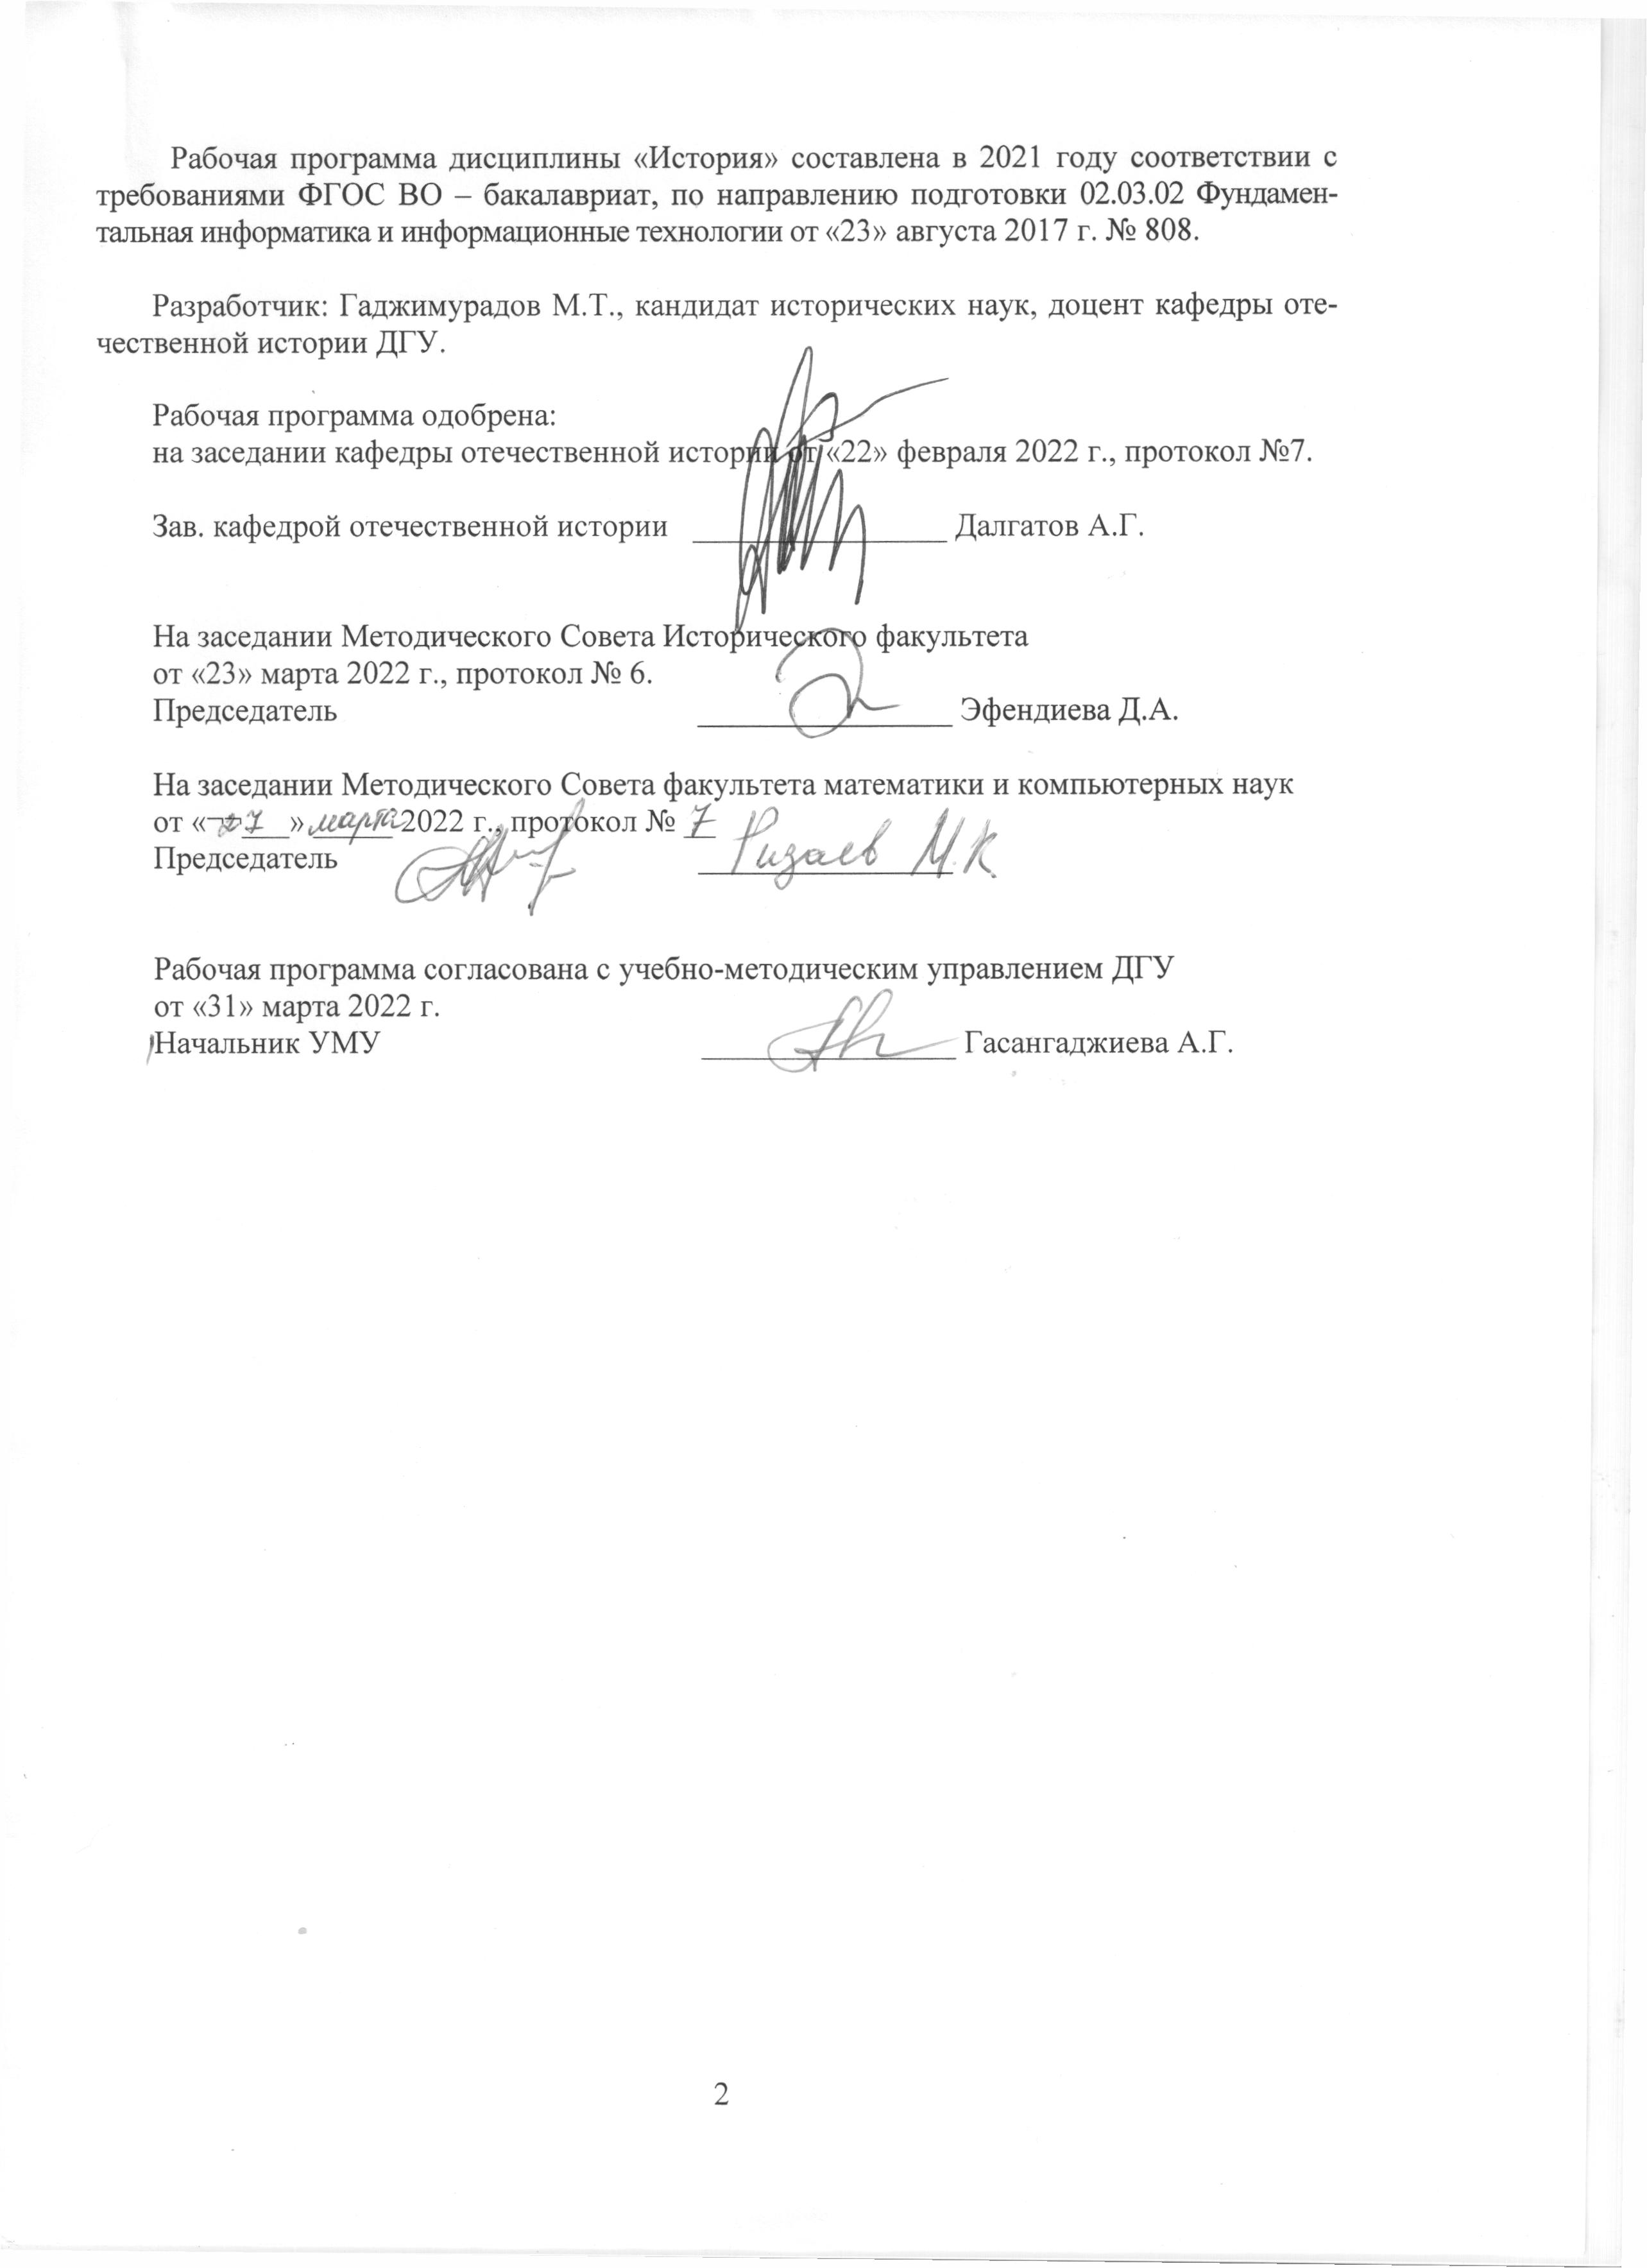 Рабочая программа дисциплины «История» составлена в 2021 году соответствии с
требованиями ФГОС ВО – бакалавриат, по направлению подготовки 02.03.02 Фундамен-
тальная информатика и информационные технологии от «23» августа 2017 г. № 808.
Разработчик: Гаджимурадов М.Т., кандидат исторических наук, доцент кафедры оте-
чественной истории ДГУ.
Рабочая программа одобрена:
на заседании кафедры отечественной истории от «22» февраля 2022 г., протокол №7.
Зав. кафедрой отечественной истории ________________ Далгатов А.Г.
На заседании Методического Совета Исторического факультета
от «23» марта 2022 г., протокол № 6.
Председатель ________________ Эфендиева Д.А.
На заседании Методического Совета факультета математики и компьютерных наук
от «27» марта 2022 г., протокол № 7
Председатель Ризаев М.К.
Рабочая программа согласована с учебно-методическим управлением ДГУ
от «31» марта 2022 г.
Начальник УМУ ________________ Гасангаджиева А.Г.
2